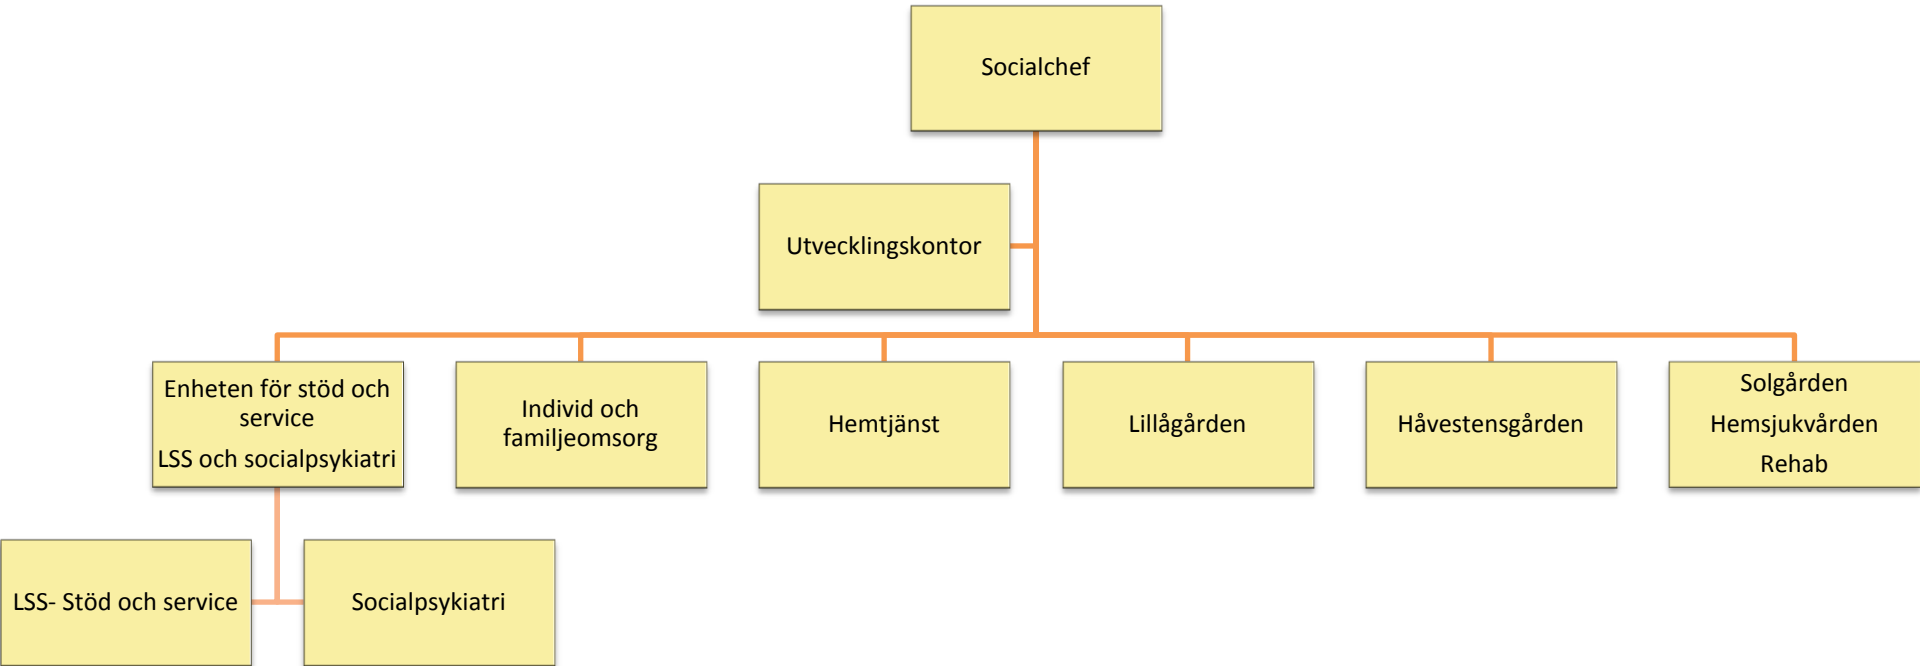 Socialchef
Utvecklingskontor
Enheten för stöd och
service
LSS och socialpsykiatri
Individ och
familjeomsorg
Hemtjänst
Lillågården
Håvestensgården
Solgården
Hemsjukvården
Rehab
LSS- Stöd och service
Socialpsykiatri